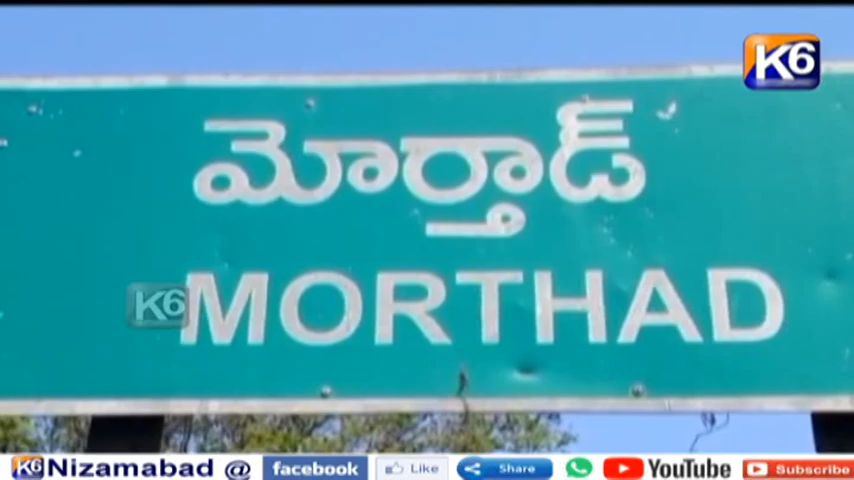 K6
మోర్తాడ్
K6 MORTHAD
K6 Nizamabad @ facebook Like Share YouTube Subscribe